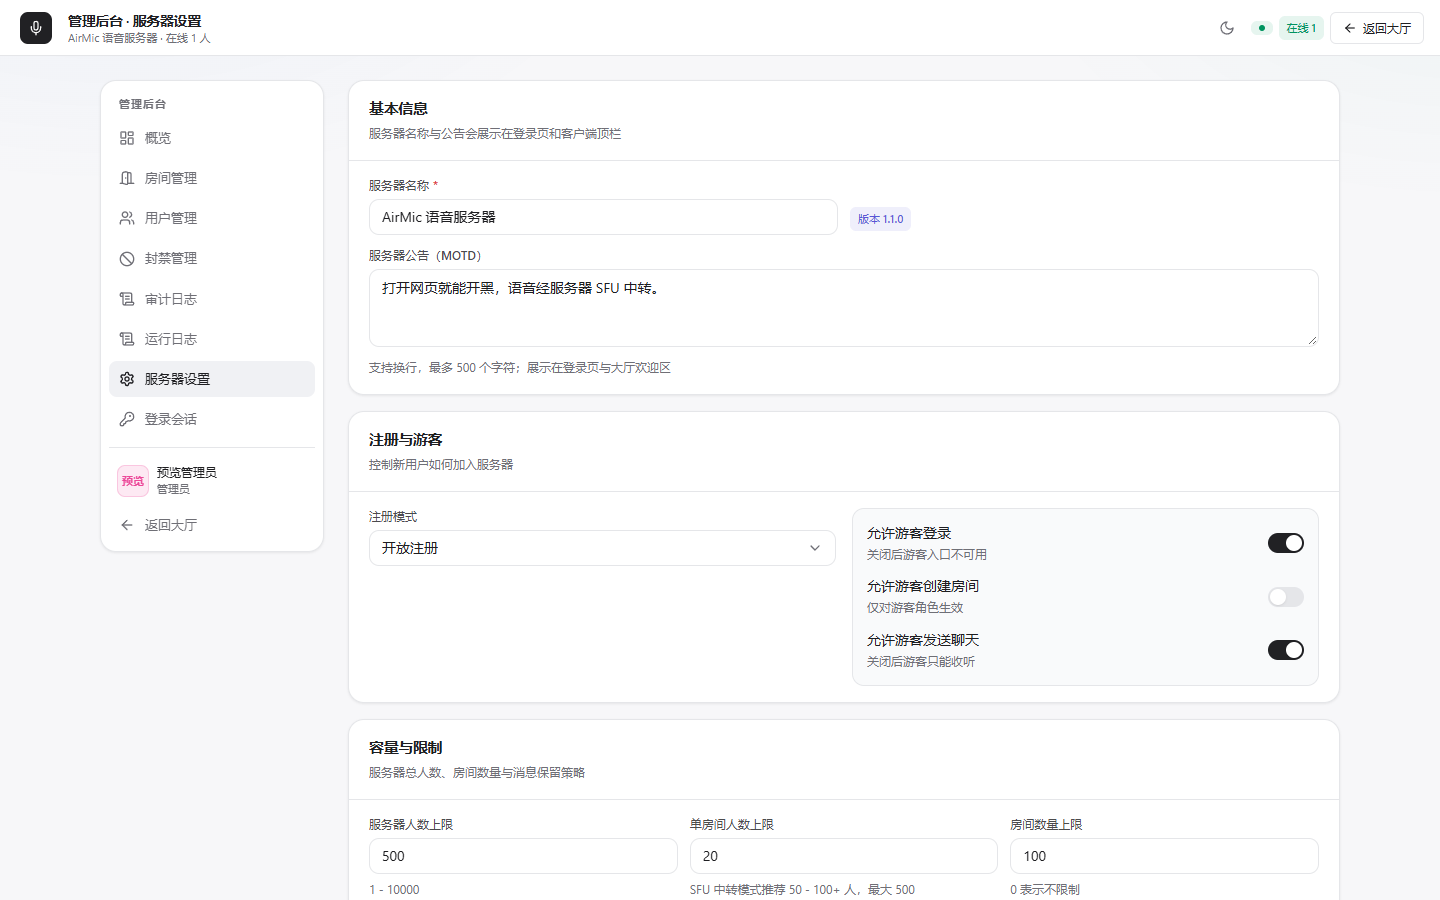 管理后台 · 服务器设置
AirMic 语音服务器 · 在线 1 人
在线 1
返回大厅
管理后台
概览
房间管理
用户管理
封禁管理
审计日志
运行日志
服务器设置
登录会话
预览
预览管理员
管理员
返回大厅
基本信息
服务器名称与公告会展示在登录页和客户端顶栏
服务器名称 *
AirMic 语音服务器
版本 1.1.0
服务器公告（MOTD）
打开网页就能开黑，语音经服务器 SFU 中转。
支持换行，最多 500 个字符；展示在登录页与大厅欢迎区
注册与游客
控制新用户如何加入服务器
注册模式
开放注册
允许游客登录
关闭后游客入口不可用
允许游客创建房间
仅对游客角色生效
允许游客发送聊天
关闭后游客只能收听
容量与限制
服务器总人数、房间数量与消息保留策略
服务器人数上限
500
1 - 10000
单房间人数上限
20
SFU 中转模式推荐 50 - 100+ 人，最大 500
房间数量上限
100
0 表示不限制